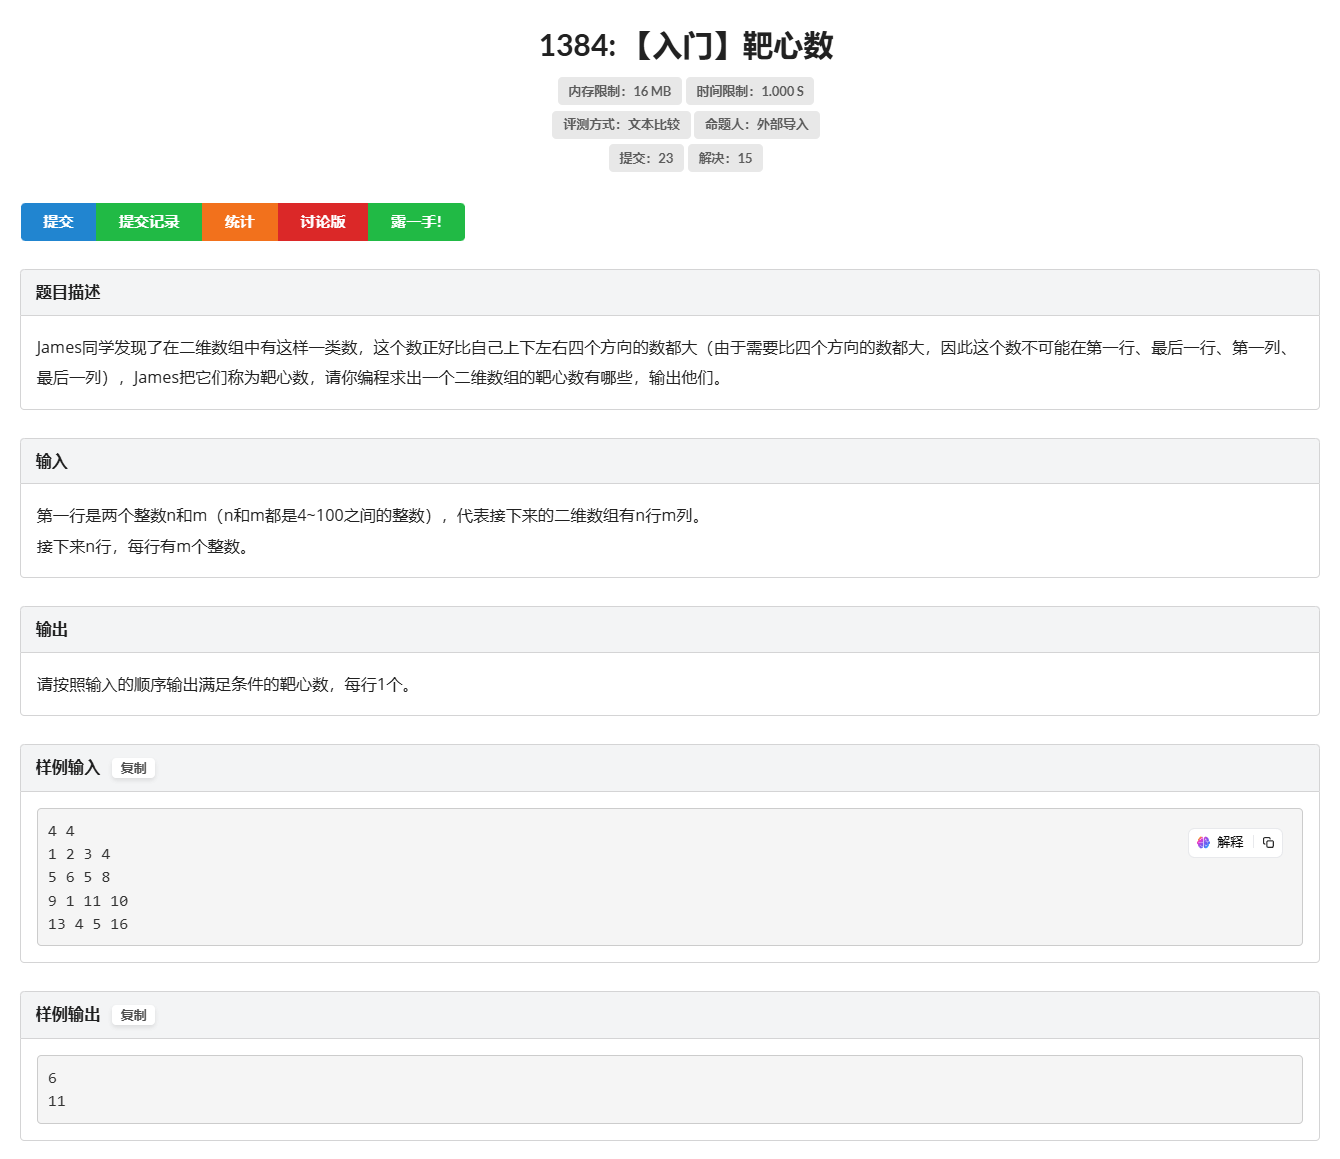 1384: 【入门】靶心数
内存限制：16 MB 时间限制：1.000 S
评测方式：文本比较 命题人：外部导入
提交：23 解决：15
提交 提交记录 统计 讨论版 露一手!
题目描述
James同学发现了在二维数组中有这样一类数，这个数正好比自己上下左右四个方向的数都大（由于需要比四个方向的数都大，因此这个数不可能在第一行、最后一行、第一列、
最后一列），James把它们称为靶心数，请你编程求出一个二维数组的靶心数有哪些，输出他们。
输入
第一行是两个整数n和m（n和m都是4~100之间的整数），代表接下来的二维数组有n行m列。
接下来n行，每行有m个整数。
输出
请按照输入的顺序输出满足条件的靶心数，每行1个。
样例输入 复制
4 4
解释
1 2 3 4
5 6 5 8
9 1 11 10
13 4 5 16
样例输出 复制
6
11